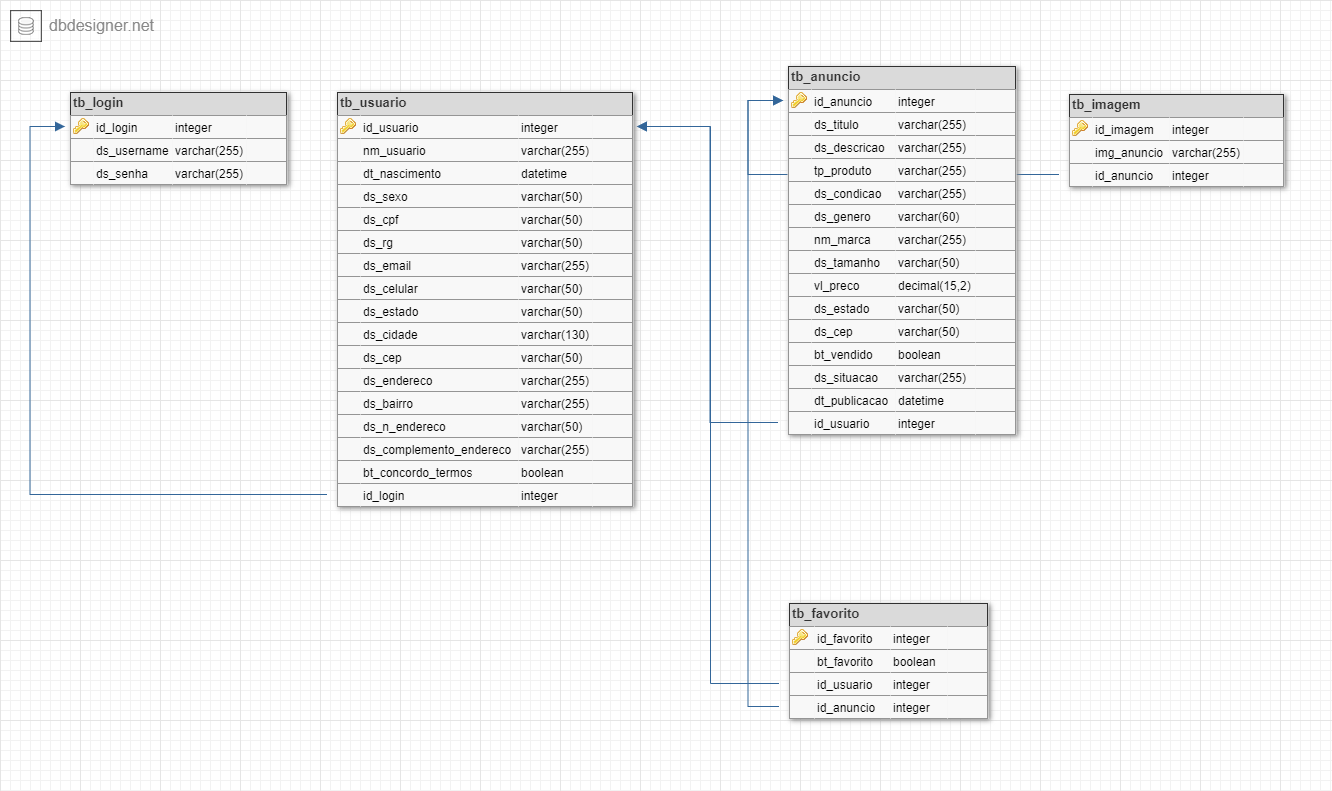 dbdesigner.net
tb_login
id_login integer
ds_username varchar(255)
ds_senha varchar(255)
tb_usuario
id_usuario integer
nm_usuario varchar(255)
dt_nascimento datetime
ds_sexo varchar(50)
ds_cpf varchar(50)
ds_rg varchar(50)
ds_email varchar(255)
ds_celular varchar(50)
ds_estado varchar(50)
ds_cidade varchar(130)
ds_cep varchar(50)
ds_endereco varchar(255)
ds_bairro varchar(255)
ds_n_endereco varchar(50)
ds_complemento_endereco varchar(255)
bt_concordo_termos boolean
id_login integer
tb_anuncio
id_anuncio integer
ds_titulo varchar(255)
ds_descricao varchar(255)
tp_produto varchar(255)
ds_condicao varchar(255)
ds_genero varchar(60)
nm_marca varchar(255)
ds_tamanho varchar(50)
vl_preco decimal(15,2)
ds_estado varchar(50)
ds_cep varchar(50)
bt_vendido boolean
ds_situacao varchar(255)
dt_publicacao datetime
id_usuario integer
tb_imagem
id_imagem integer
img_anuncio varchar(255)
id_anuncio integer
tb_favorito
id_favorito integer
bt_favorito boolean
id_usuario integer
id_anuncio integer